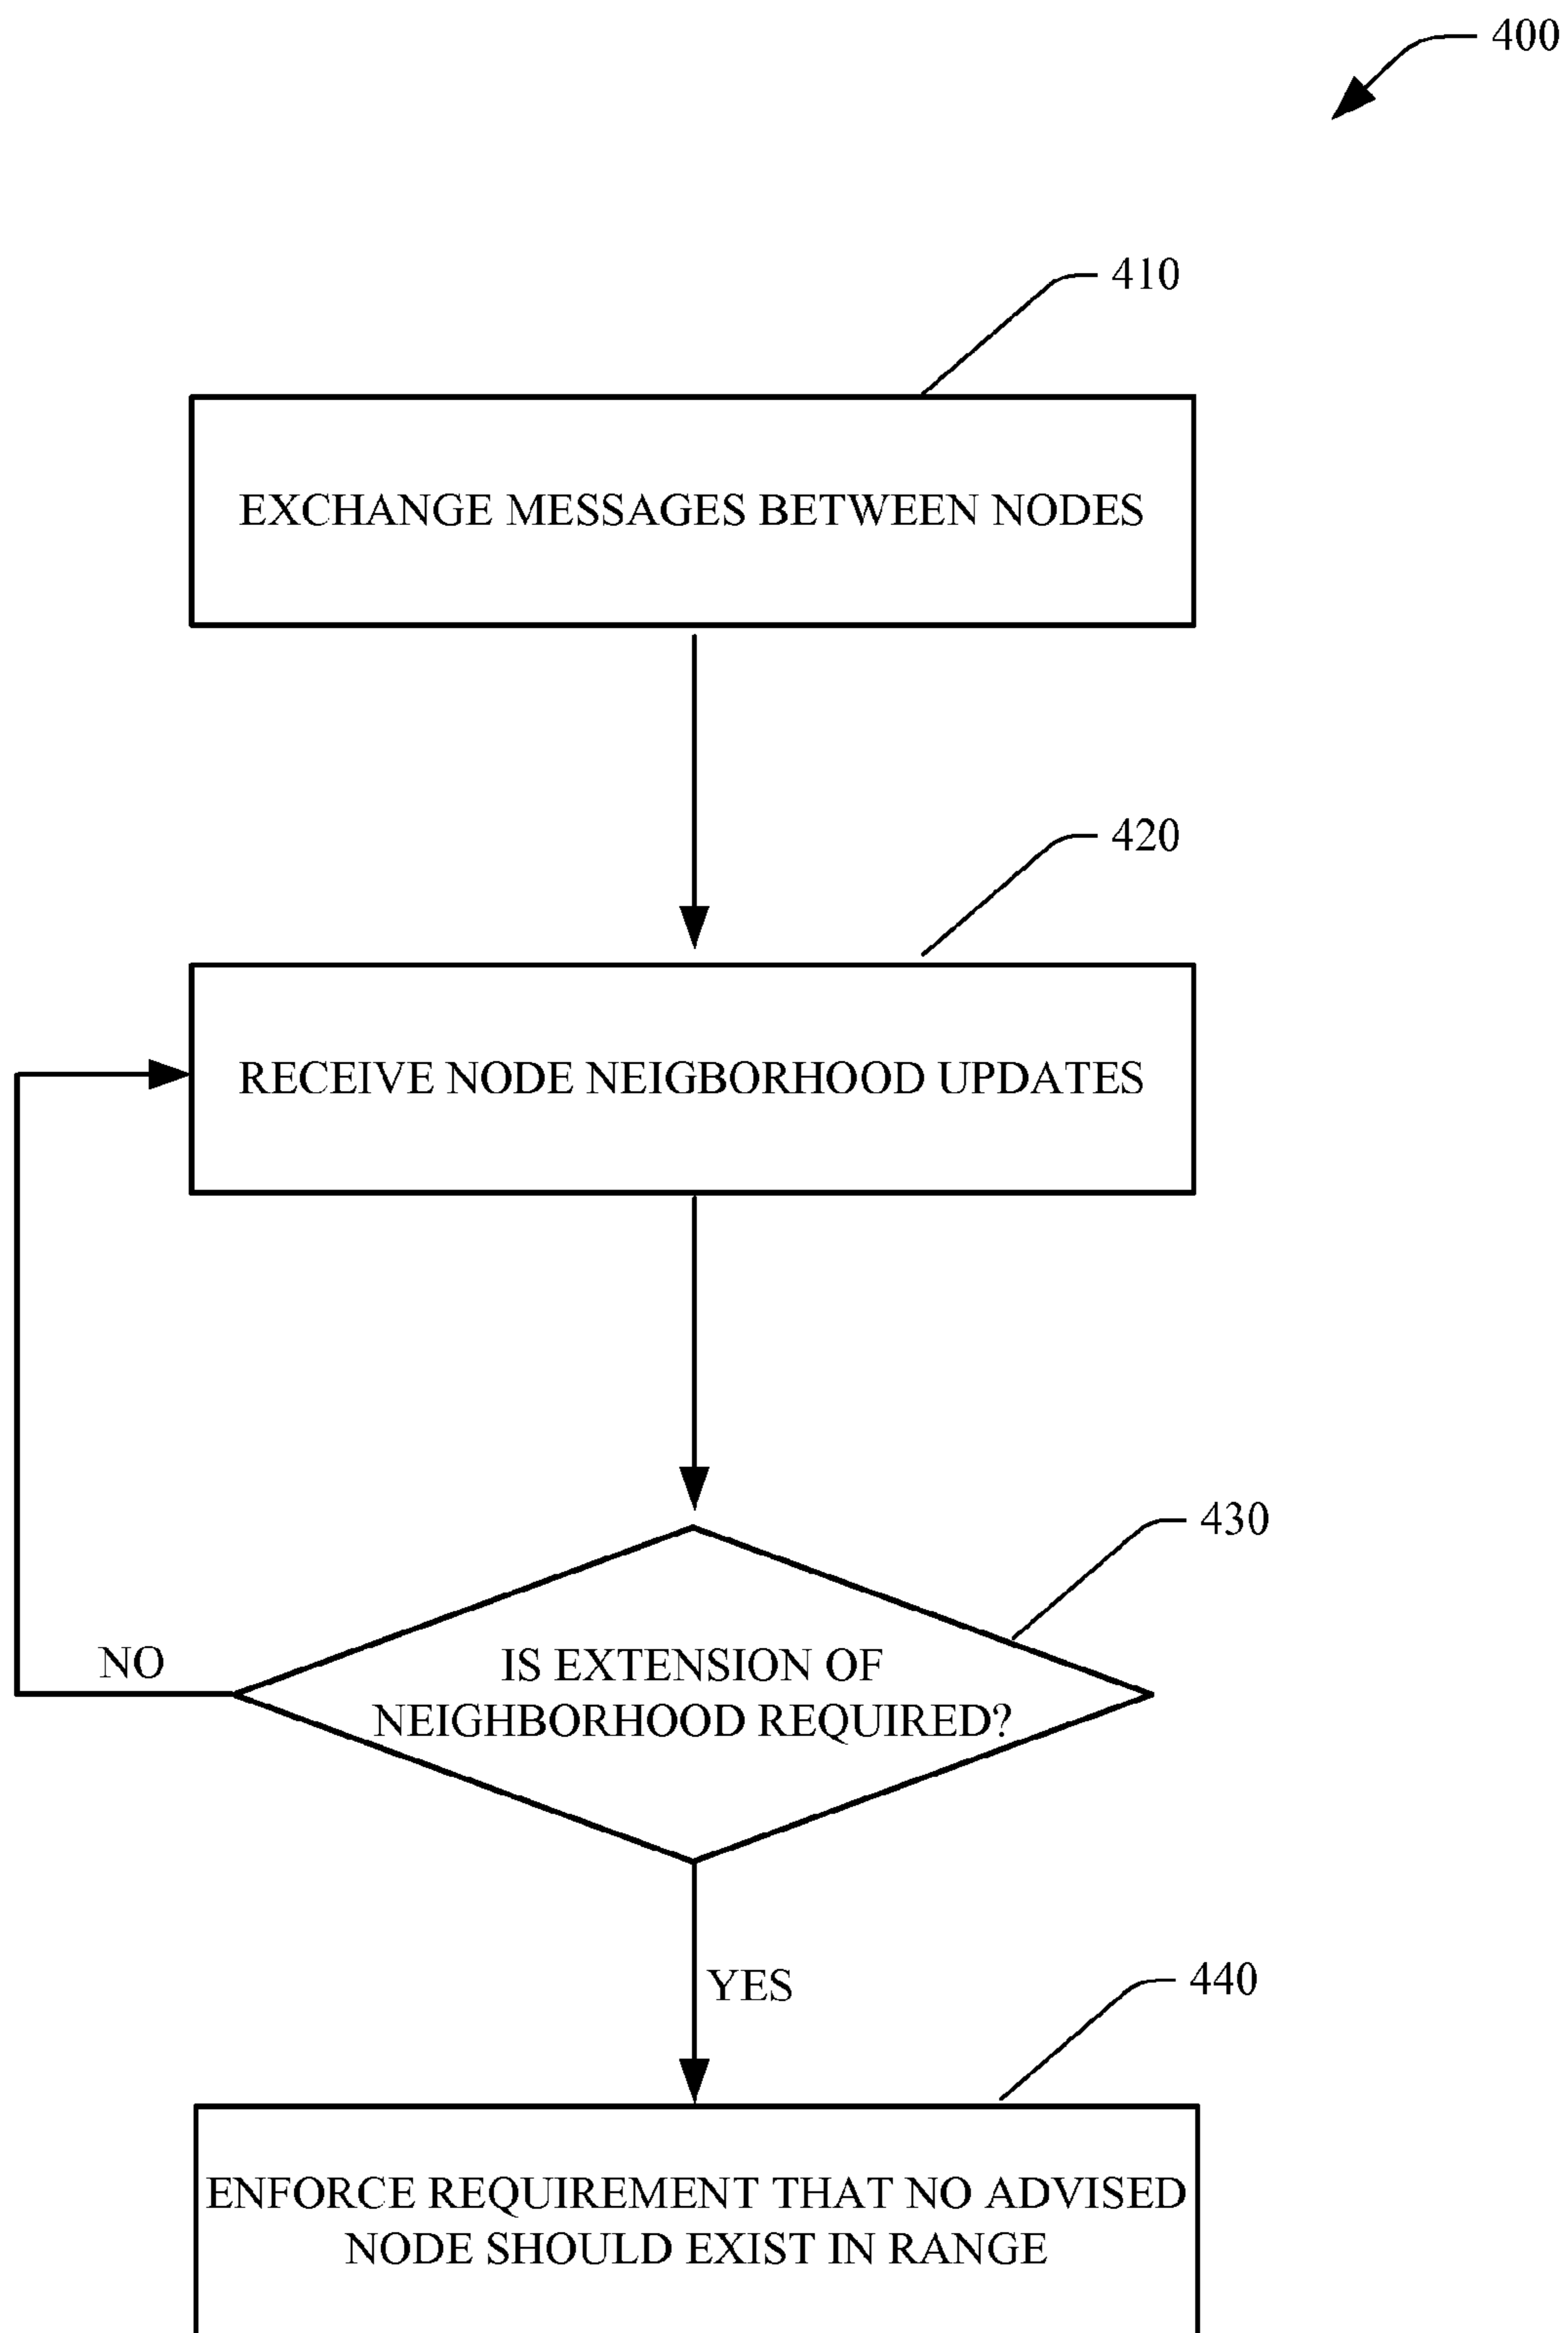 400
410
EXCHANGE MESSAGES BETWEEN NODES
420
RECEIVE NODE NEIGBORHOOD UPDATES
430
NO
IS EXTENSION OF
NEIGHBORHOOD REQUIRED?
YES
440
ENFORCE REQUIREMENT THAT NO ADVISED
NODE SHOULD EXIST IN RANGE